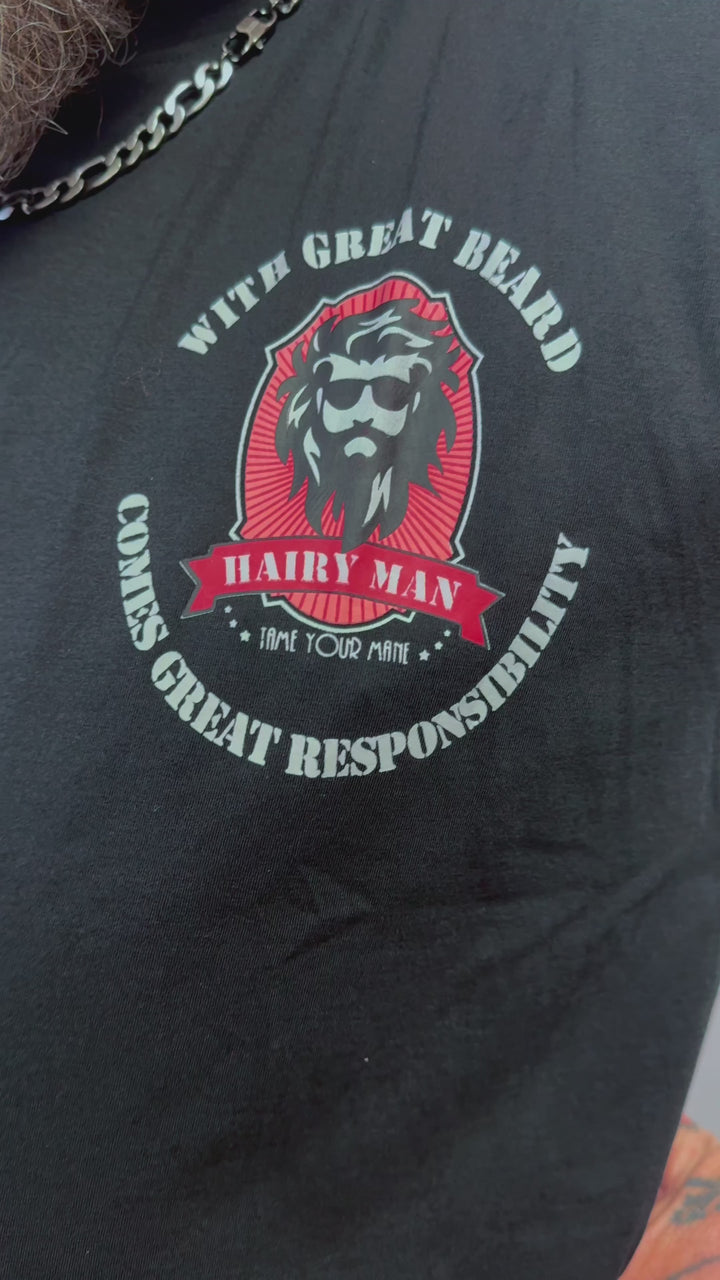 WITH GREAT BEARD
HAIRY MAN
TAME YOUR MANE
COMES GREAT RESPONSIBILITY